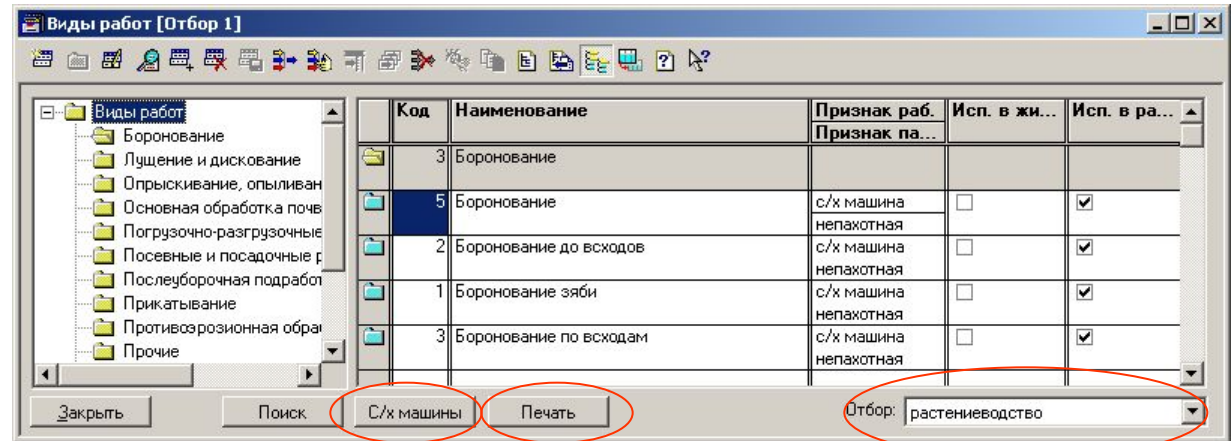 Виды работ [Отбор 1]
Виды работ
Боронование
Лущение и дискование
Опрыскивание, опыливан
Основная обработка почв
Погрузочно-разгрузочные
Посевные и посадочные р
Послеуборочная подработ
Прикатывание
Противоэрозионная обра
Прочие
Код Наименование Признак раб. Исп. в жи... Исп. в ра...
Признак па...
3 Боронование
5 Боронование с/х машина
непахотная
2 Боронование до всходов с/х машина
непахотная
1 Боронование зяби с/х машина
непахотная
3 Боронование по всходам с/х машина
непахотная
Закрыть Поиск С/х машины Печать Отбор: растениеводство